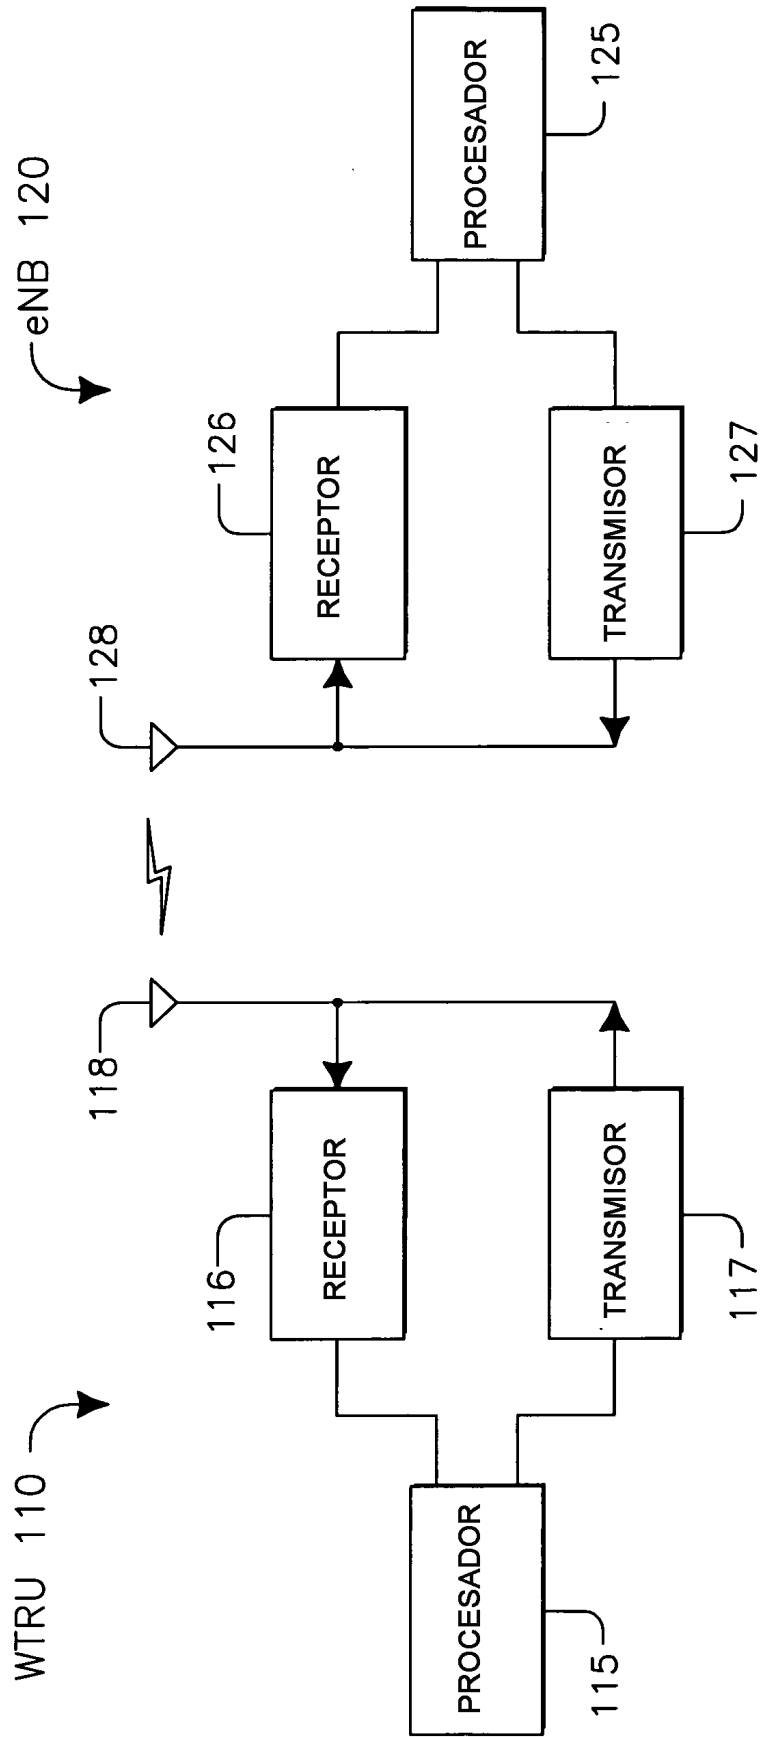 WTRU 110
eNB 120
118
128
116
126
RECEPTOR
RECEPTOR
PROCESADOR
PROCESADOR
115
125
TRANSMISOR
TRANSMISOR
117
127